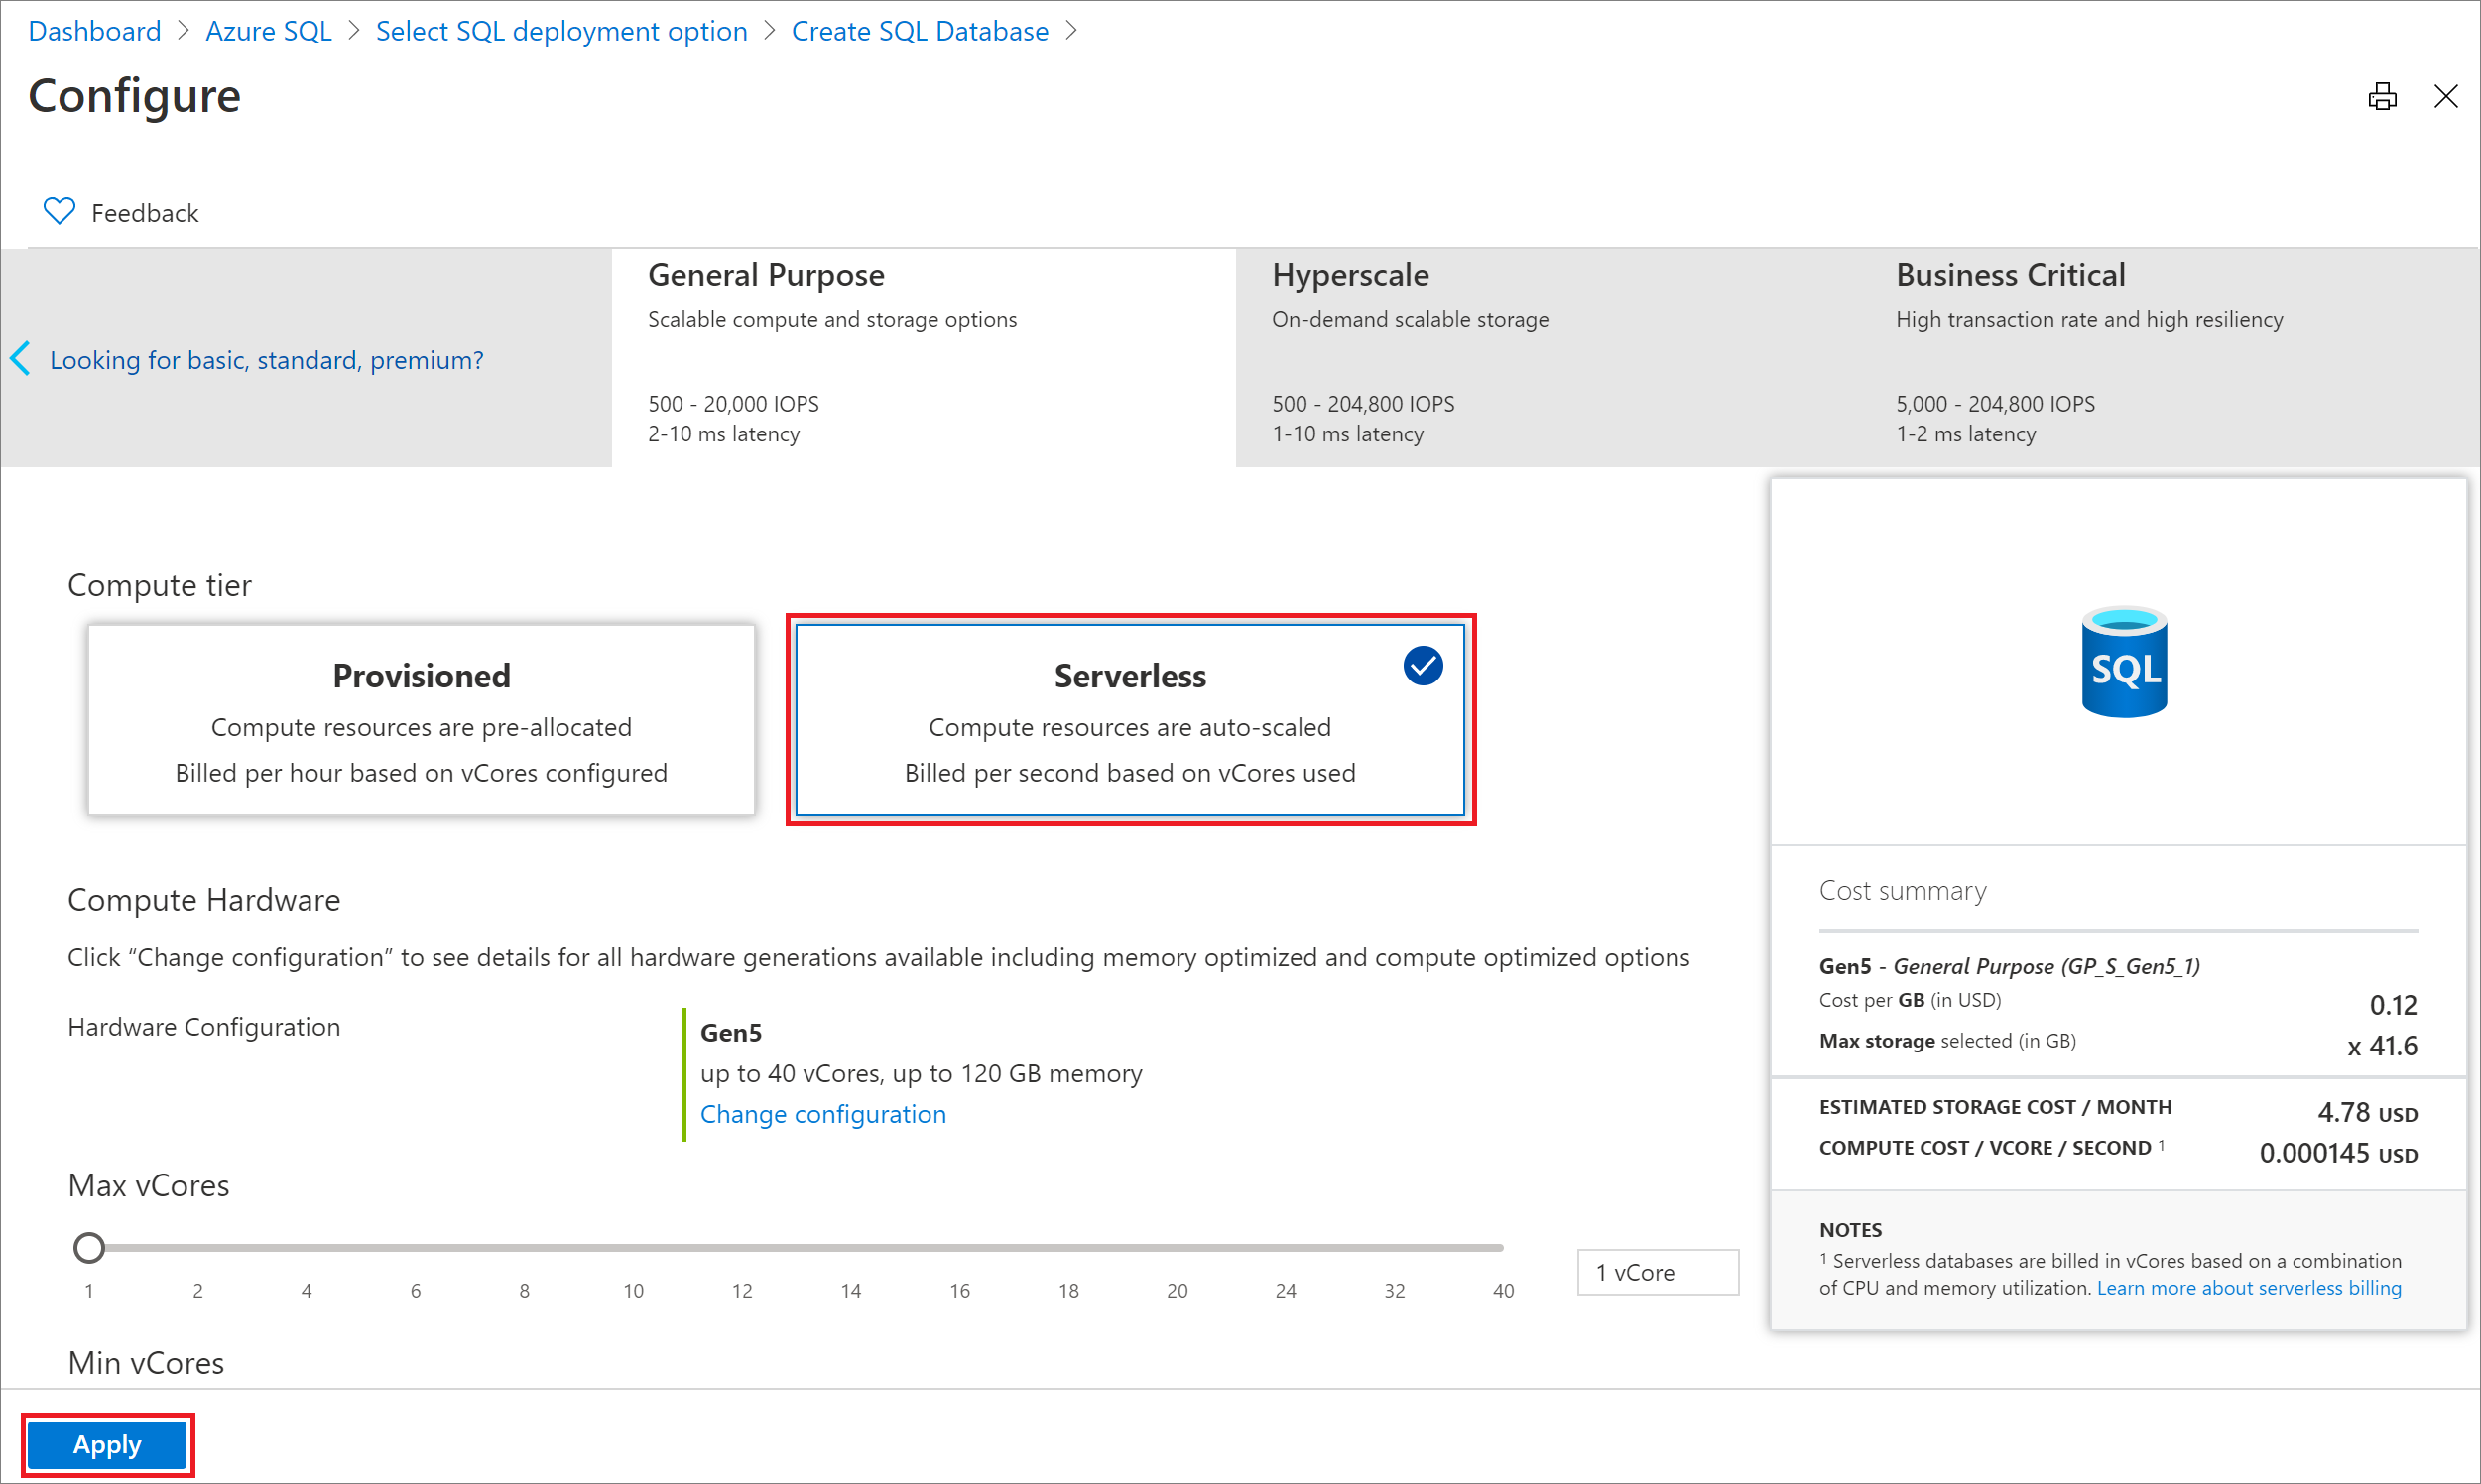 Dashboard > Azure SQL > Select SQL deployment option > Create SQL Database >
Configure
Feedback
Looking for basic, standard, premium?
General Purpose
Scalable compute and storage options
500 - 20,000 IOPS
2-10 ms latency
Hyperscale
On-demand scalable storage
500 - 204,800 IOPS
1-10 ms latency
Business Critical
High transaction rate and high resiliency
5,000 - 204,800 IOPS
1-2 ms latency
Compute tier
Provisioned
Compute resources are pre-allocated
Billed per hour based on vCores configured
Serverless
Compute resources are auto-scaled
Billed per second based on vCores used
Compute Hardware
Click “Change configuration” to see details for all hardware generations available including memory optimized and compute optimized options
Hardware Configuration
Gen5
up to 40 vCores, up to 120 GB memory
Change configuration
Max vCores
1 2 4 6 8 10 12 14 16 18 20 24 32 40
1 vCore
Min vCores
Apply
SQL
Cost summary
Gen5 - General Purpose (GP_S_Gen5_1)
Cost per GB (in USD) 0.12
Max storage selected (in GB) x 41.6
ESTIMATED STORAGE COST / MONTH 4.78 USD
COMPUTE COST / VCORE / SECOND ¹ 0.000145 USD
NOTES
¹ Serverless databases are billed in vCores based on a combination
of CPU and memory utilization. Learn more about serverless billing